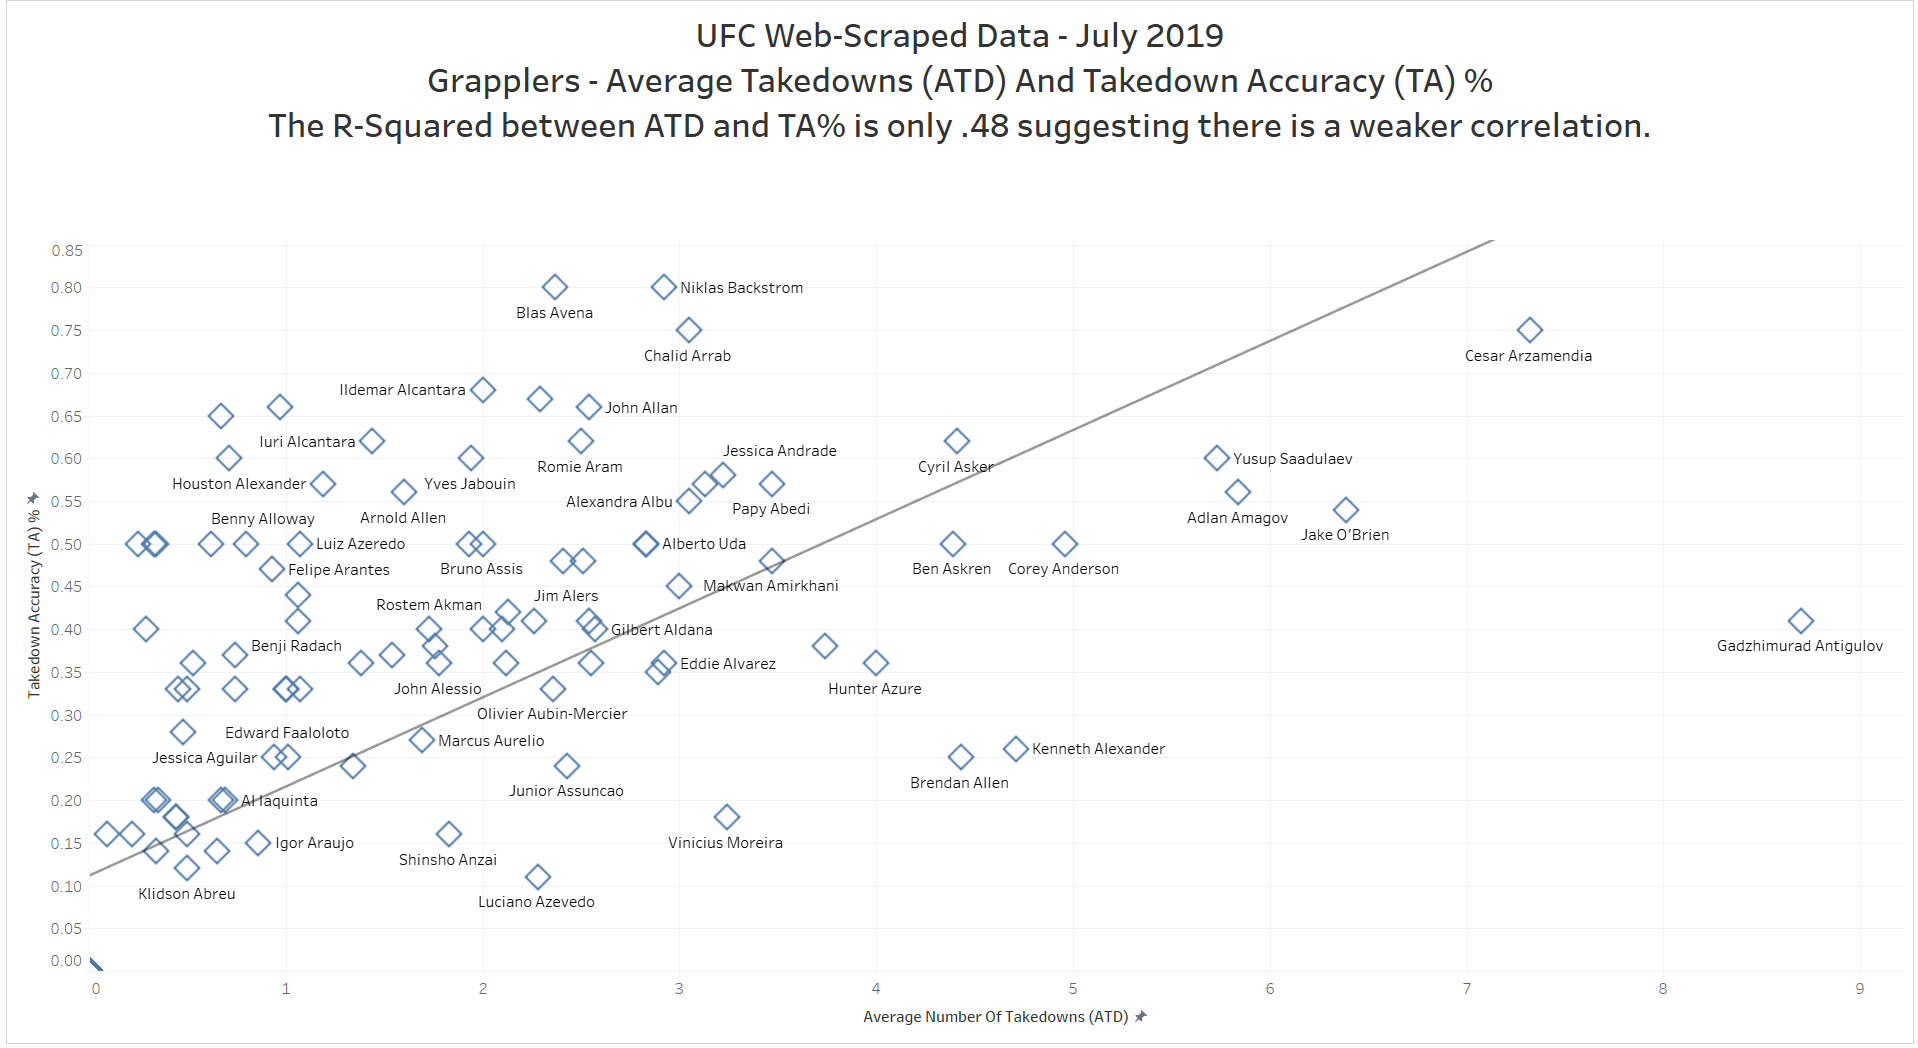 UFC Web-Scraped Data - July 2019
Grapplers - Average Takedowns (ATD) And Takedown Accuracy (TA) %
The R-Squared between ATD and TA% is only .48 suggesting there is a weaker correlation.
Takedown Accuracy (TA) %
0.85
0.80
0.75
0.70
0.65
0.60
0.55
0.50
0.45
0.40
0.35
0.30
0.25
0.20
0.15
0.10
0.05
0.00
Niklas Backstrom
Blas Avena
Chalid Arrab
Cesar Arzamendia
Ildemar Alcantara
John Allan
Iuri Alcantara
Jessica Andrade
Romie Aram
Cyril Asker
Yusup Saadulaev
Houston Alexander
Yves Jabouin
Alexandra Albu
Papy Abedi
Benny Alloway
Arnold Allen
Adlan Amagov
Jake O’Brien
Luiz Azeredo
Alberto Uda
Felipe Arantes
Bruno Assis
Ben Askren
Corey Anderson
Makwan Amirkhani
Jim Alers
Rostem Akman
Gilbert Aldana
Benji Radach
Gadzhimurad Antigulov
Eddie Alvarez
John Alessio
Hunter Azure
Olivier Aubin-Mercier
Edward Faaloloto
Marcus Aurelio
Kenneth Alexander
Jessica Aguilar
Brendan Allen
Junior Assuncao
Al Iaquinta
Igor Araujo
Vinicius Moreira
Shinsho Anzai
Klidson Abreu
Luciano Azevedo
0
1
2
3
4
5
6
7
8
9
Average Number Of Takedowns (ATD)